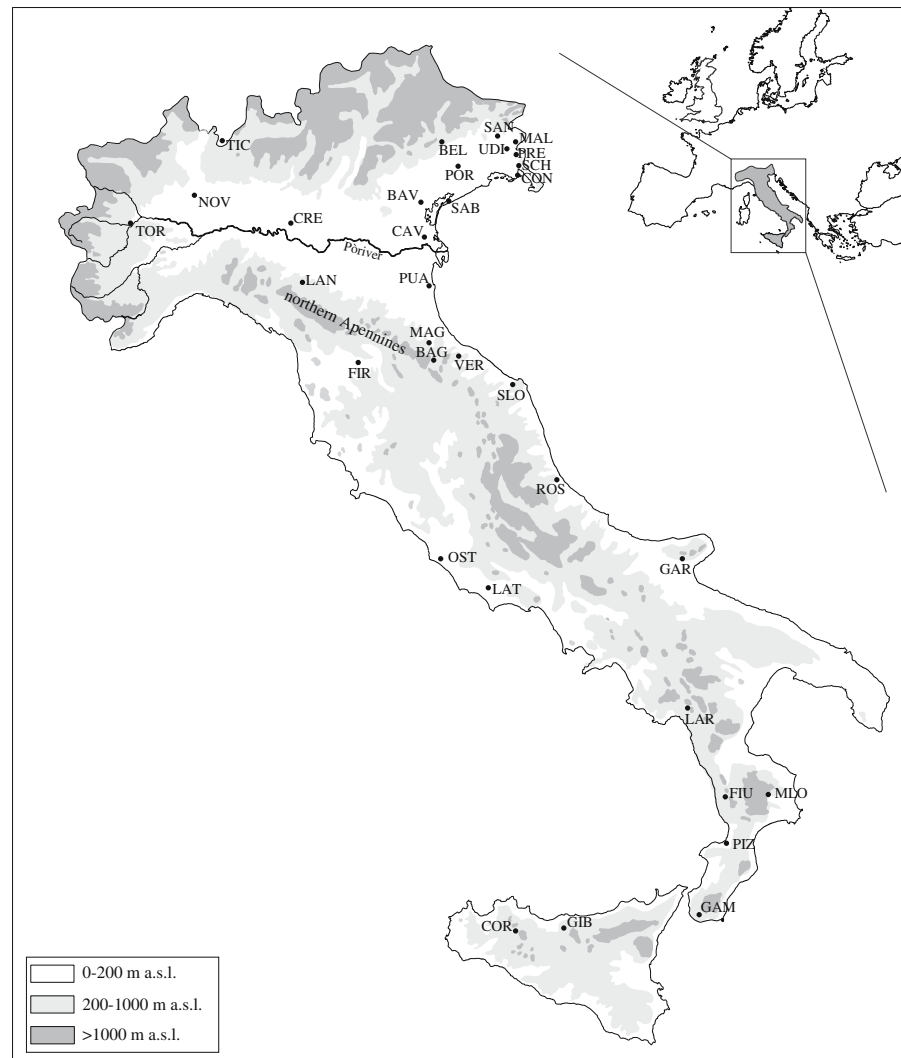 SAN
MAL
TIC
BEL
UDI
PRE
SCH
POR
CON
NOV
BAV
SAB
CRE
TOR
CAV
Poriver
LAN
PUA
northern Apennines
MAG
BAG
VER
FIR
SLO
ROS
OST
GAR
LAT
LAR
FIU
MLO
PIZ
GAM
COR
GIB
0-200 m a.s.l.
200-1000 m a.s.l.
>1000 m a.s.l.